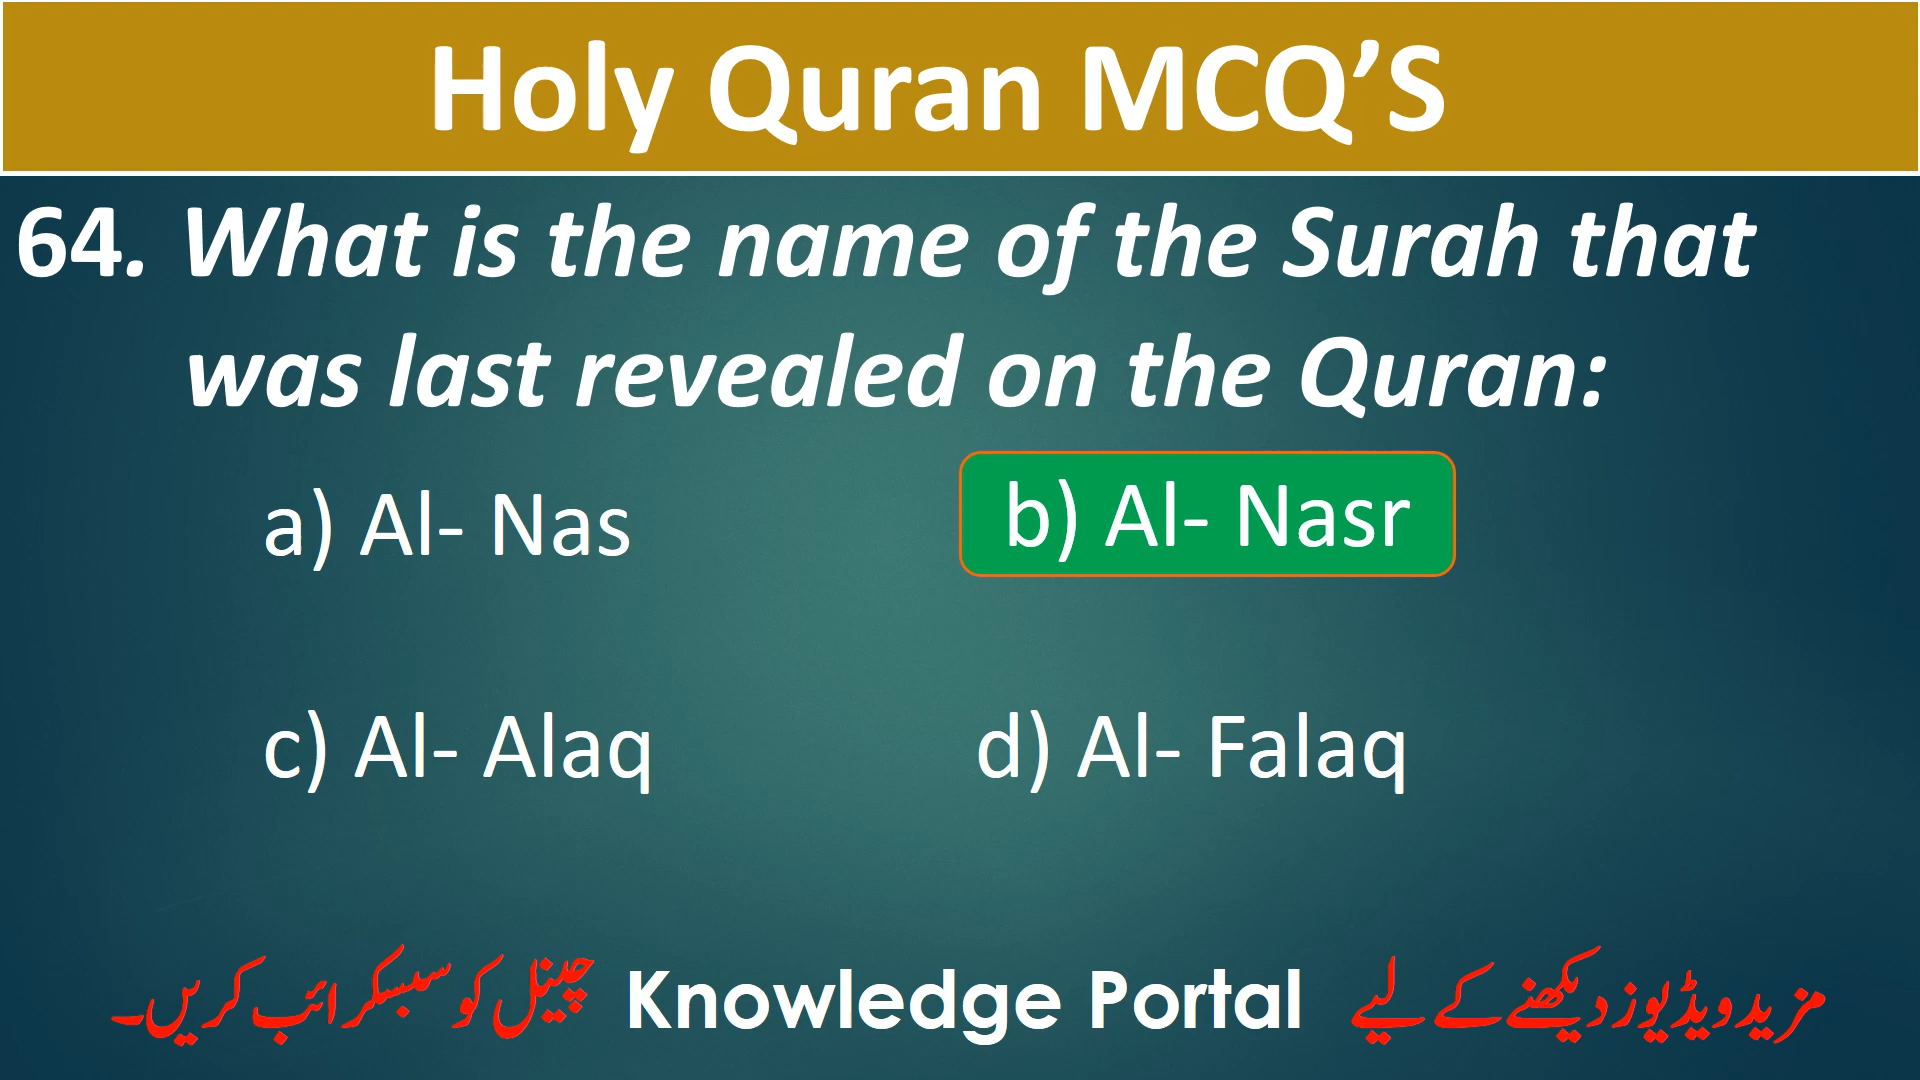 Holy Quran MCQ’S
64. What is the name of the Surah that
was last revealed on the Quran:
a) Al- Nas
b) Al- Nasr
c) Al- Alaq
d) Al- Falaq
مزید ویڈیوز دیکھنے کے لیے Knowledge Portal چینل کو سبسکرائب کریں۔